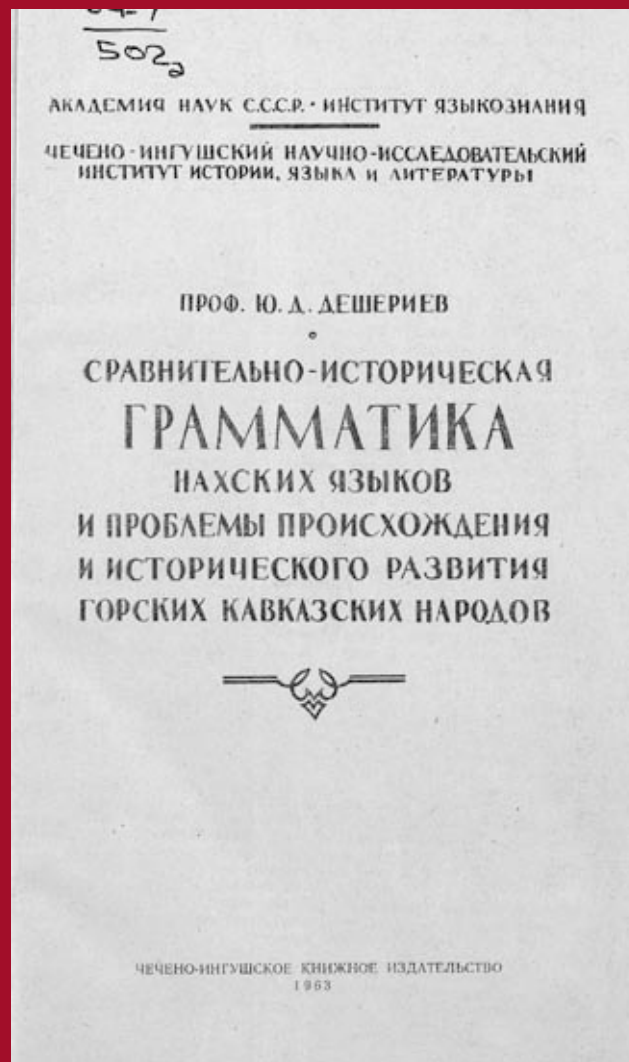 502э
АКАДЕМИЯ НАУК С.С.С.Р. · ИНСТИТУТ ЯЗЫКОЗНАНИЯ
ЧЕЧЕНО-ИНГУШСКИЙ НАУЧНО-ИССЛЕДОВАТЕЛЬСКИЙ
ИНСТИТУТ ИСТОРИИ, ЯЗЫКА И ЛИТЕРАТУРЫ
ПРОФ. Ю. Д. ДЕШЕРИЕВ
СРАВНИТЕЛЬНО-ИСТОРИЧЕСКАЯ
ГРАММАТИКА
НАХСКИХ ЯЗЫКОВ
И ПРОБЛЕМЫ ПРОИСХОЖДЕНИЯ
И ИСТОРИЧЕСКОГО РАЗВИТИЯ
ГОРСКИХ КАВКАЗСКИХ НАРОДОВ
ЧЕЧЕНО-ИНГУШСКОЕ КНИЖНОЕ ИЗДАТЕЛЬСТВО
1963